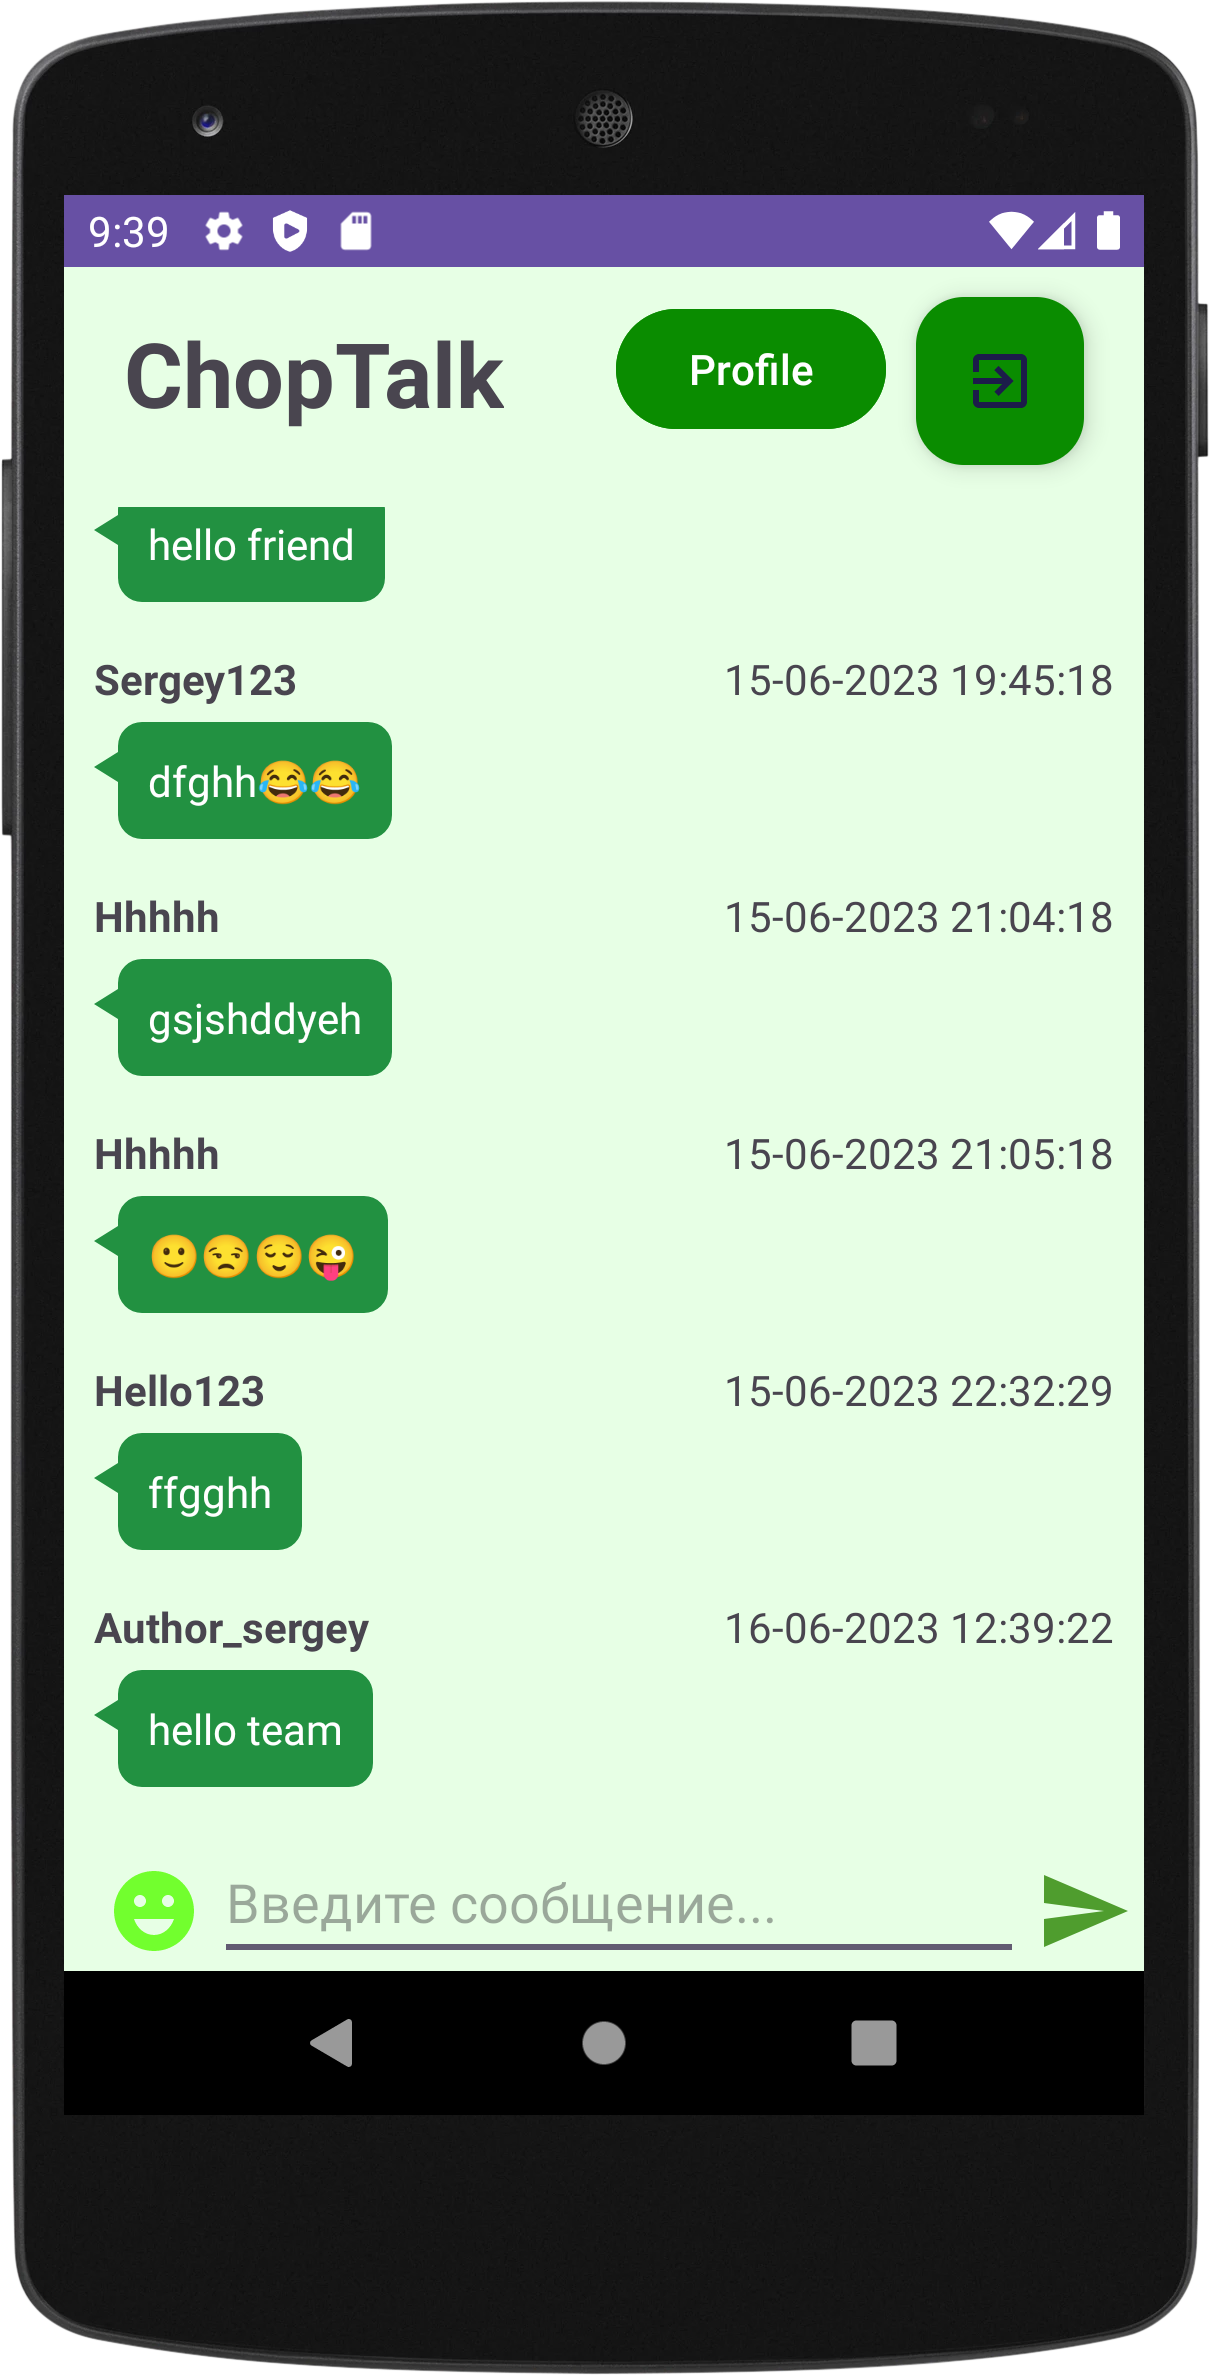 9:39
ChopTalk
Profile
hello friend
Sergey123 15-06-2023 19:45:18
dfghh😂😂
Hhhhh 15-06-2023 21:04:18
gsjshddyeh
Hhhhh 15-06-2023 21:05:18
🙂😒😌😜
Hello123 15-06-2023 22:32:29
ffgghh
Author_sergey 16-06-2023 12:39:22
hello team
Введите сообщение...